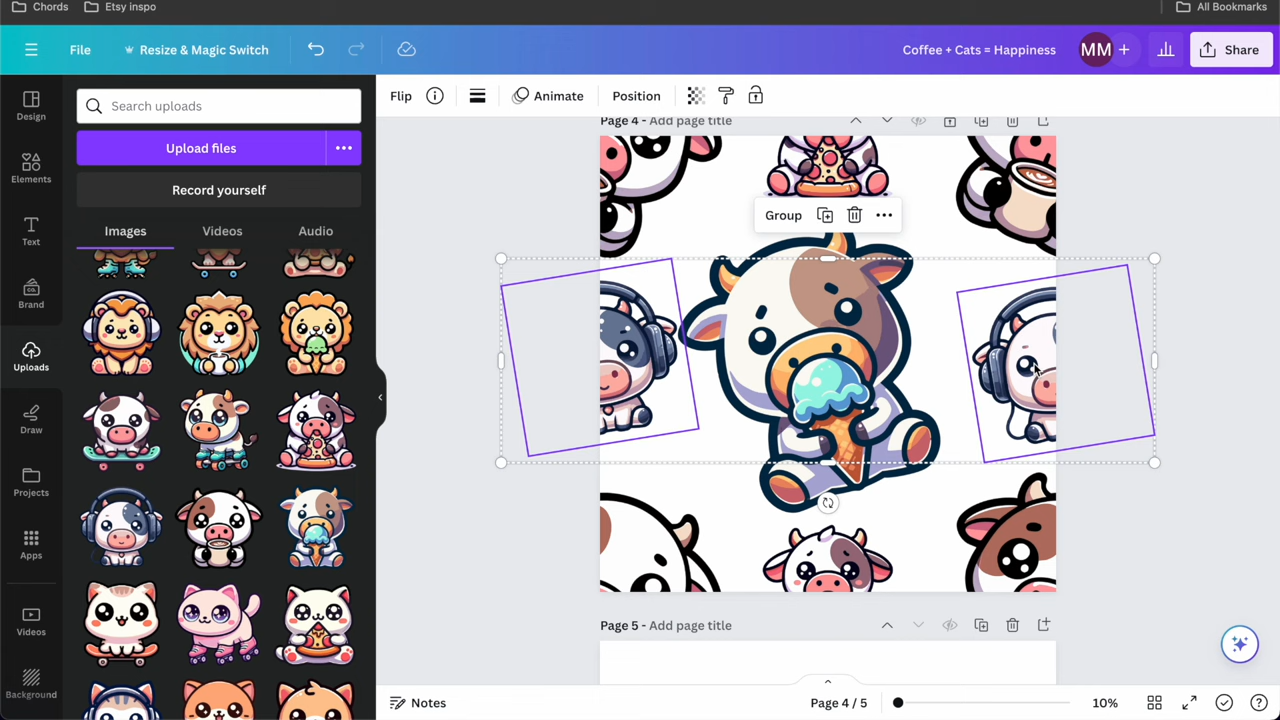 Chords Etsy inspo All Bookmarks
File Resize & Magic Switch Coffee + Cats = Happiness MM Share
Design
Elements
Text
Brand
Uploads
Draw
Projects
Apps
Videos
Background
Search uploads
Upload files
Record yourself
Images Videos Audio
Flip Animate Position
Page 4 - Add page title
Group
Page 5 - Add page title
Notes Page 4 / 5 10%